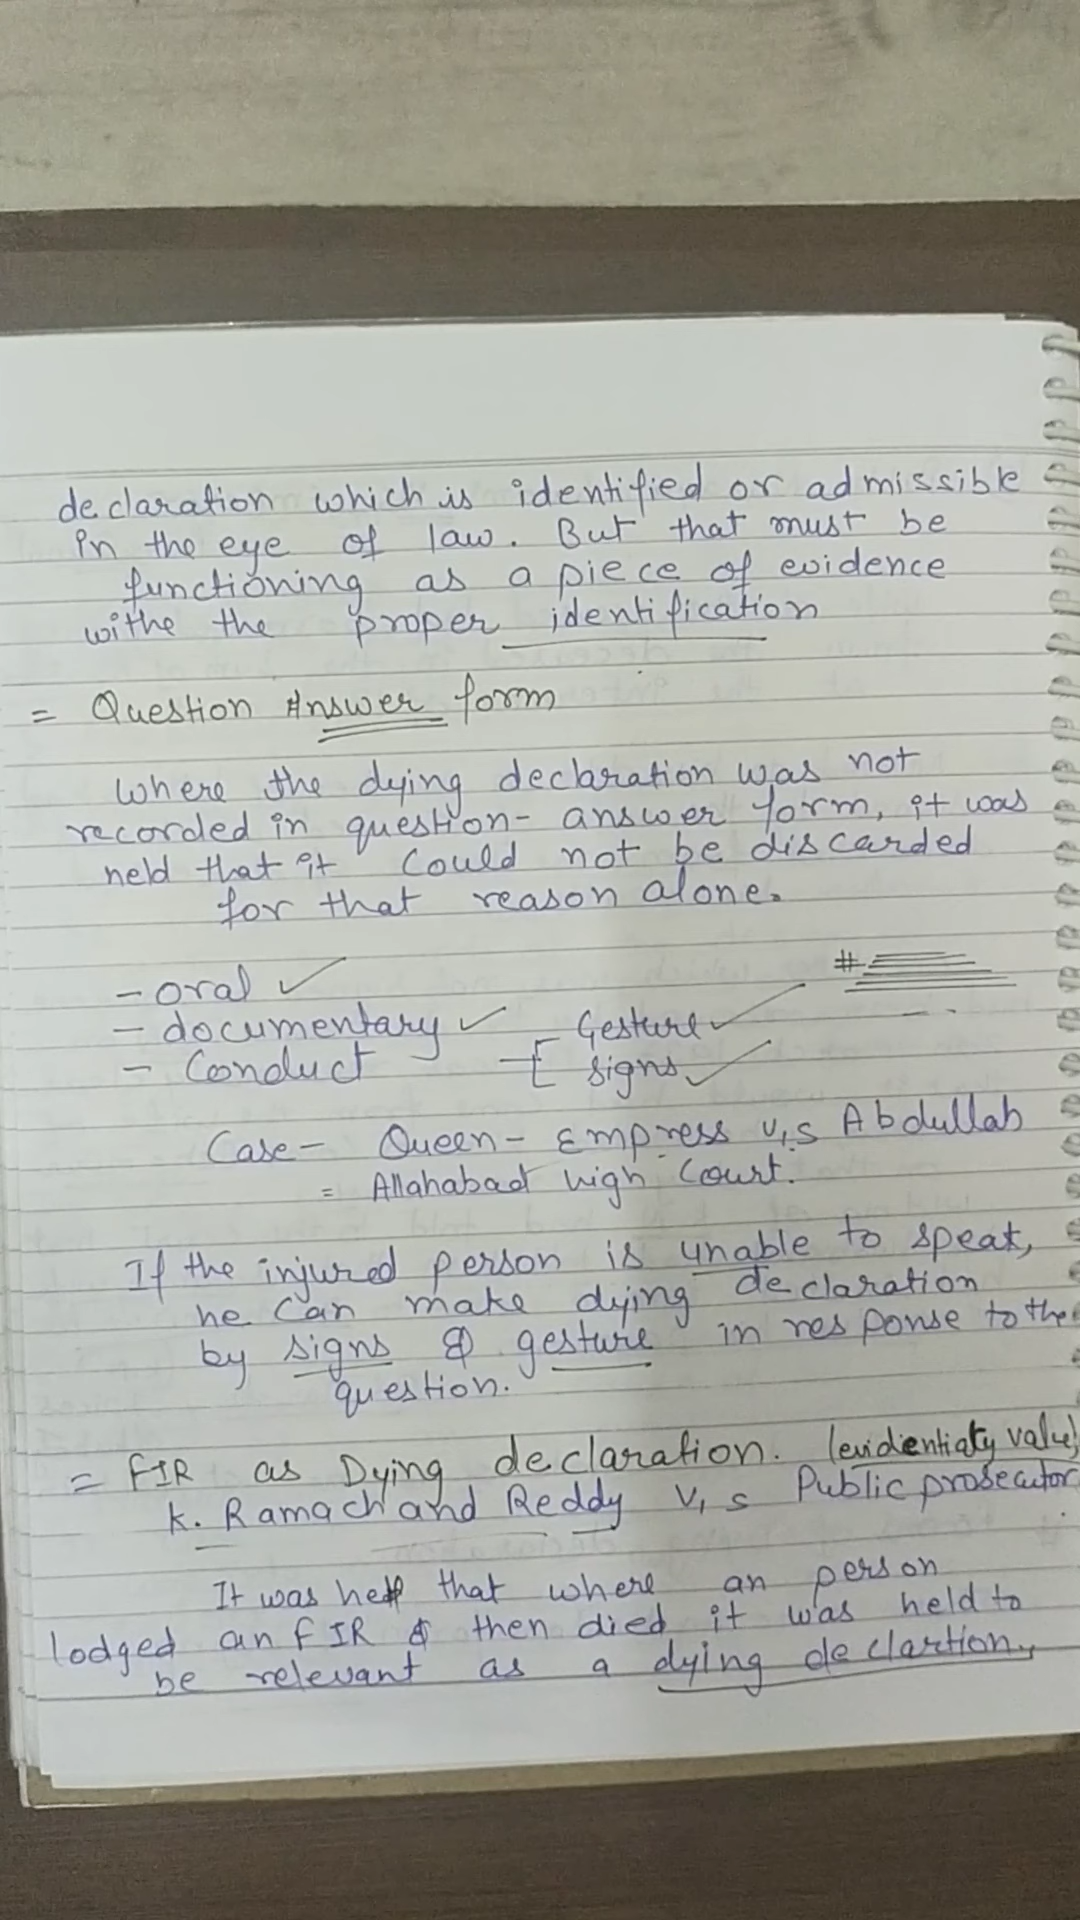 declaration which is identified or admissible
in the eye of law. But that must be
functioning as a piece of evidence
withe the proper identification
= Question Answer form
Where the dying declaration was not
recorded in question- answer form, it was
held that it could not be discarded
for that reason alone.
- oral ✓
#
- documentary ✓
Gesture ✓
- Conduct -[ signs ✓
Case - Queen - Empress v,s Abdullah
= Allahabad high Court.
If the injured person is unable to speak,
he can make dying declaration
by signs & gesture in response to the
question.
= FIR as Dying declaration. (evidentiaty value)
K. Ramachand Reddy v, s Public prosecutor
It was held that where an person
lodged an FIR & then died it was held to
be relevant as a dying declartion,